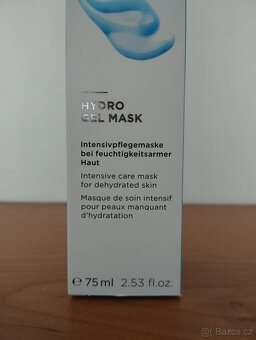 HYDRO
GEL MASK
Intensivpflegemaske
bei feuchtigkeitsarmer
Haut
Intensive care mask
for dehydrated skin
Masque de soin intensif
pour peaux manquant
d'hydratation
℮ 75 ml 2.53 fl.oz.
Bazos.cz